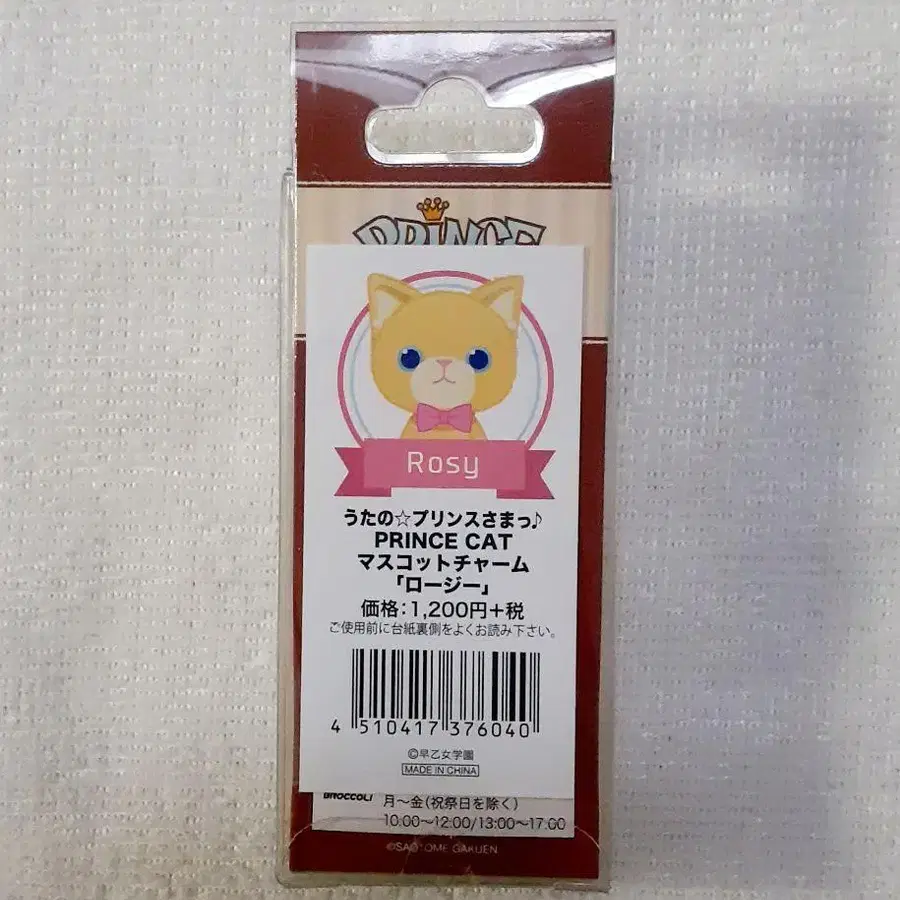 PRINCE
Rosy
うたの☆プリンスさまっ♪
PRINCE CAT
マスコットチャーム
「ロージー」
価格:1,200円+税
ご使用前に台紙裏側をよくお読み下さい。
4 510417 376040
©早乙女学園
MADE IN CHINA
BROCCOLI
月〜金(祝祭日を除く)
10:00〜12:00/13:00〜17:00
©SAOTOME GAKUEN